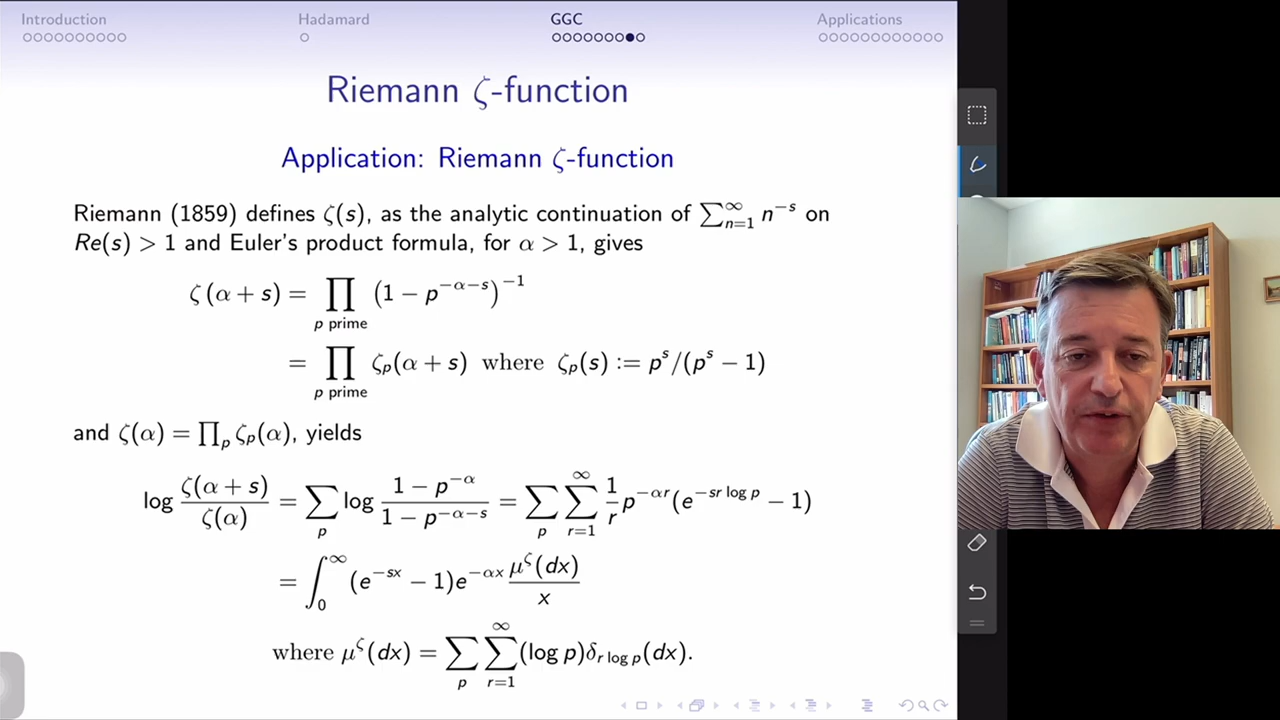 Introduction Hadamard GGC Applications
Riemann ζ-function
Application: Riemann ζ-function
Riemann (1859) defines ζ(s), as the analytic continuation of ∑_{n=1}^{∞} n^{−s} on
Re(s) > 1 and Euler's product formula, for α > 1, gives
ζ(α + s) = ∏_{p prime} (1 − p^{−α−s})^{−1}
= ∏_{p prime} ζ_p(α + s) where ζ_p(s) := p^s/(p^s − 1)
and ζ(α) = ∏_p ζ_p(α), yields
log ζ(α + s)/ζ(α) = ∑_p log (1 − p^{−α})/(1 − p^{−α−s}) = ∑_p ∑_{r=1}^{∞} 1/r p^{−αr}(e^{−sr log p} − 1)
= ∫_0^∞ (e^{−sx} − 1)e^{−αx} μ^ζ(dx)/x
where μ^ζ(dx) = ∑_p ∑_{r=1}^{∞} (log p)δ_{r log p}(dx).